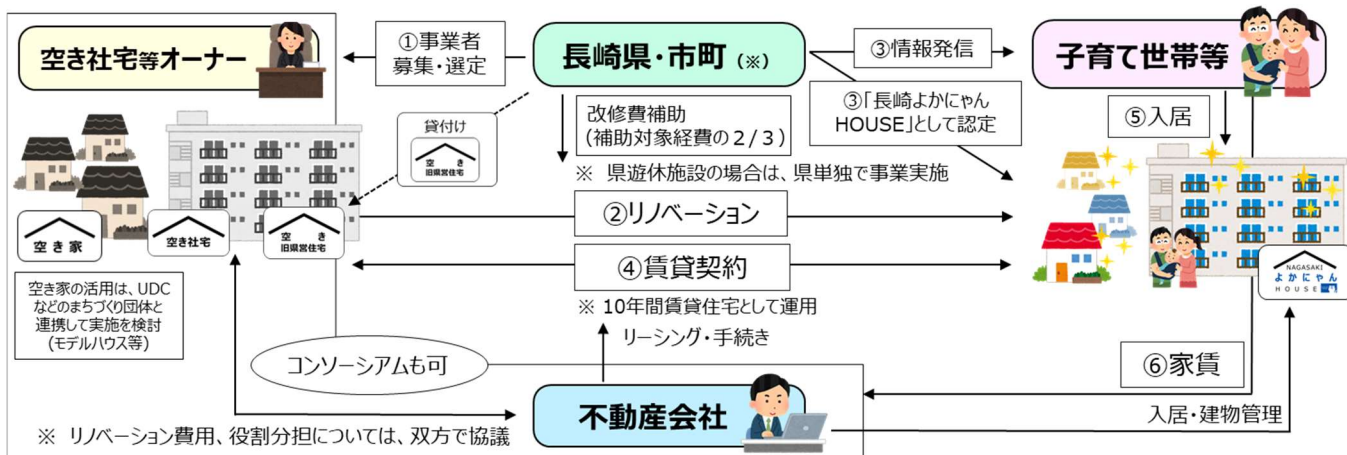 空き社宅等オーナー
①事業者
募集・選定
長崎県・市町（※）
③情報発信
子育て世帯等
③「長崎よかにゃん
HOUSE」として認定
⑤入居
貸付け
空き
旧県営住宅
改修費補助
（補助対象経費の２/３）
※ 県遊休施設の場合は、県単独で事業実施
②リノベーション
空き家
空き社宅
空き
旧県営住宅
④賃貸契約
※ 10年間賃貸住宅として運用
NAGASAKI
よかにゃん
HOUSE
空き家の活用は、UDC
などのまちづくり団体と
連携して実施を検討
（モデルハウス等）
リーシング・手続き
コンソーシアムも可
⑥家賃
不動産会社
入居・建物管理
※ リノベーション費用、役割分担については、双方で協議